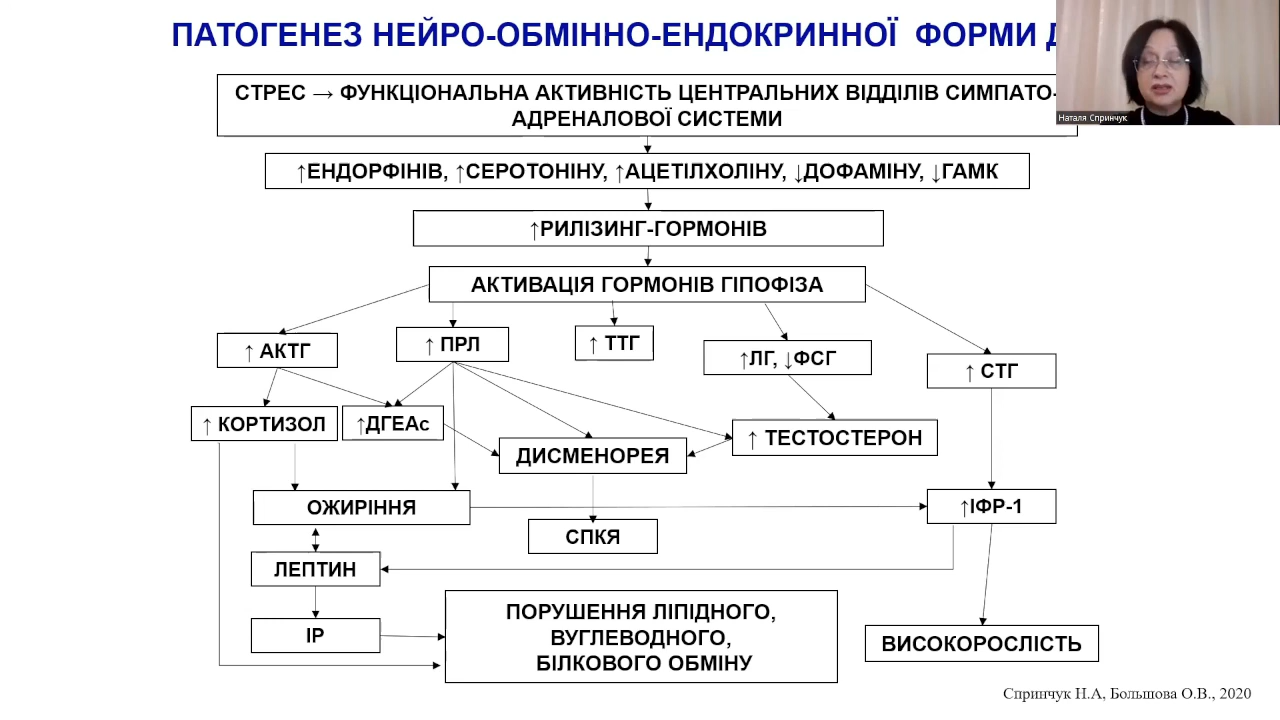 ПАТОГЕНЕЗ НЕЙРО-ОБМІННО-ЕНДОКРИННОЇ ФОРМИ
Наталя Спринчук
СТРЕС → ФУНКЦІОНАЛЬНА АКТИВНІСТЬ ЦЕНТРАЛЬНИХ ВІДДІЛІВ СИМПАТО-
АДРЕНАЛОВОЇ СИСТЕМИ
↑ЕНДОРФІНІВ, ↑СЕРОТОНІНУ, ↑АЦЕТІЛХОЛІНУ, ↓ДОФАМІНУ, ↓ГАМК
↑РИЛІЗИНГ-ГОРМОНІВ
АКТИВАЦІЯ ГОРМОНІВ ГІПОФІЗА
↑ АКТГ
↑ ПРЛ
↑ ТТГ
↑ЛГ, ↓ФСГ
↑ СТГ
↑ КОРТИЗОЛ
↑ДГЕАс
ДИСМЕНОРЕЯ
↑ ТЕСТОСТЕРОН
ОЖИРІННЯ
↑ІФР-1
СПКЯ
ЛЕПТИН
ІР
ПОРУШЕННЯ ЛІПІДНОГО,
ВУГЛЕВОДНОГО,
БІЛКОВОГО ОБМІНУ
ВИСОКОРОСЛІСТЬ
Спринчук Н.А, Большова О.В., 2020